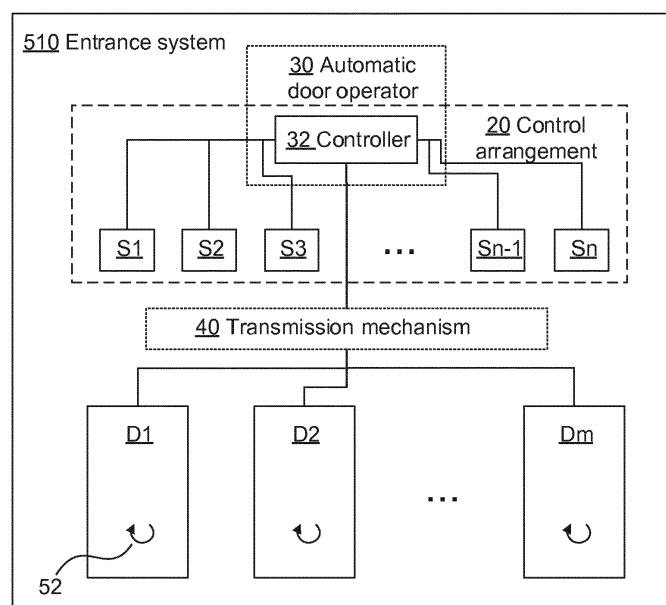 510 Entrance system
30 Automatic
door operator
32 Controller
20 Control
arrangement
S1 S2 S3 ... Sn-1 Sn
40 Transmission mechanism
D1 D2 Dm
...
52